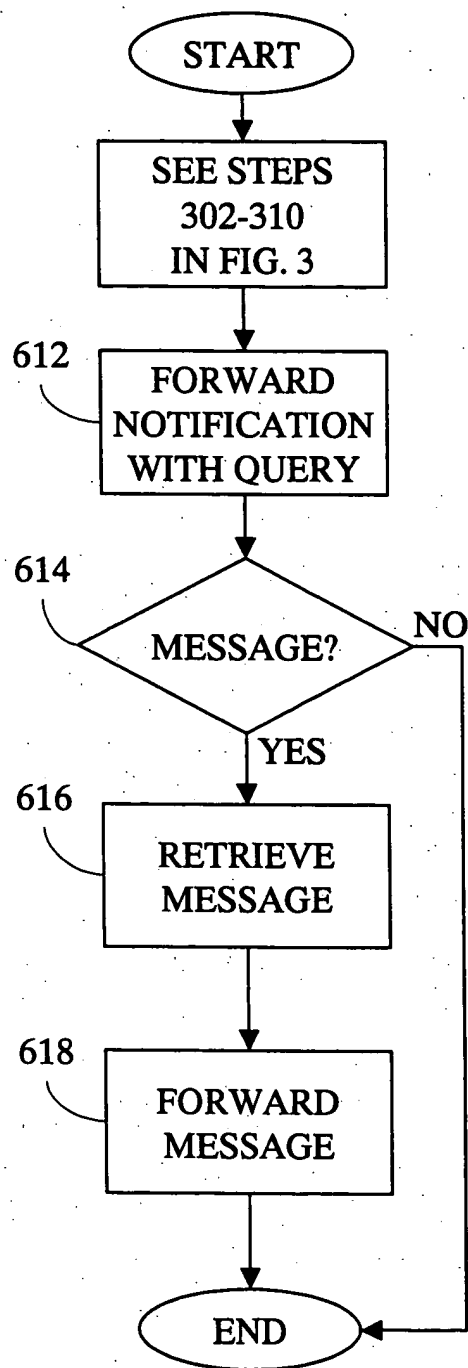 START
SEE STEPS
302-310
IN FIG. 3
612
FORWARD
NOTIFICATION
WITH QUERY
614
MESSAGE?
NO
YES
616
RETRIEVE
MESSAGE
618
FORWARD
MESSAGE
END